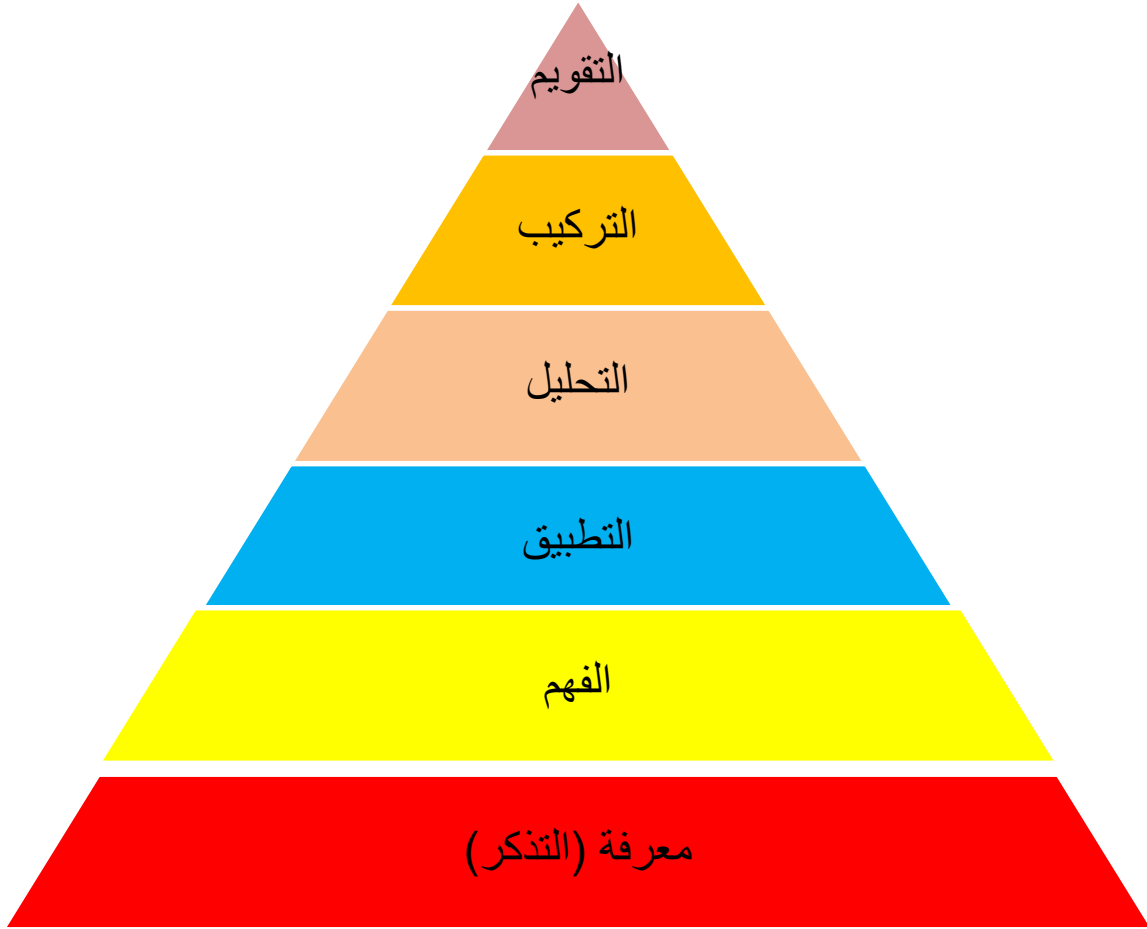 التقويم
التركيب
التحليل
التطبيق
الفهم
معرفة (التذكر)